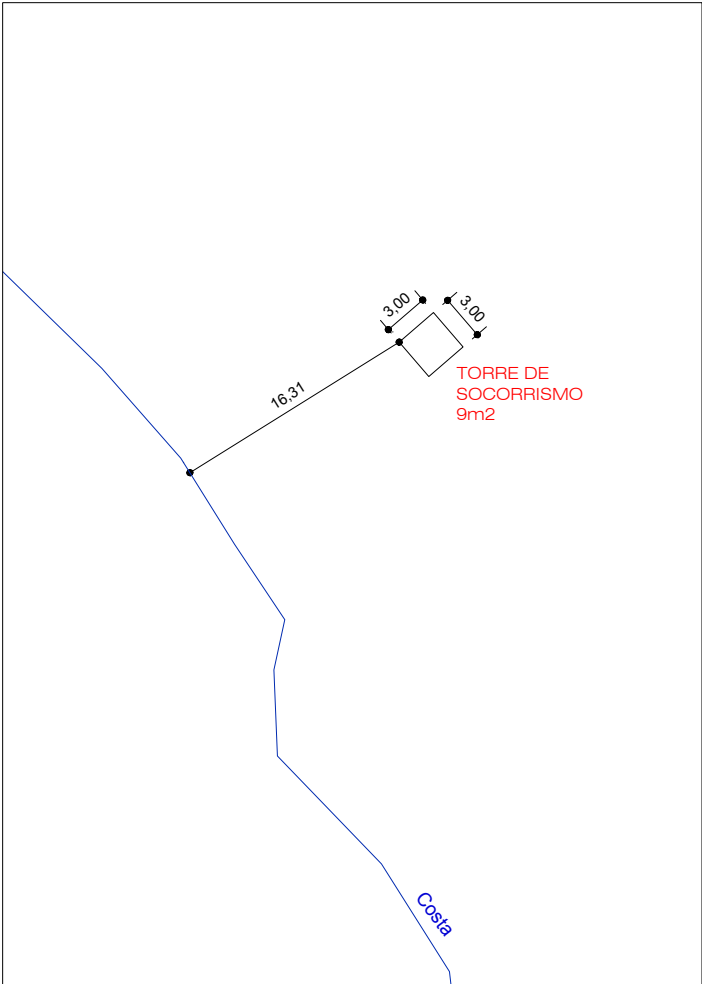 3,00
3,00
16,31
TORRE DE
SOCORRISMO
9m2
Costa